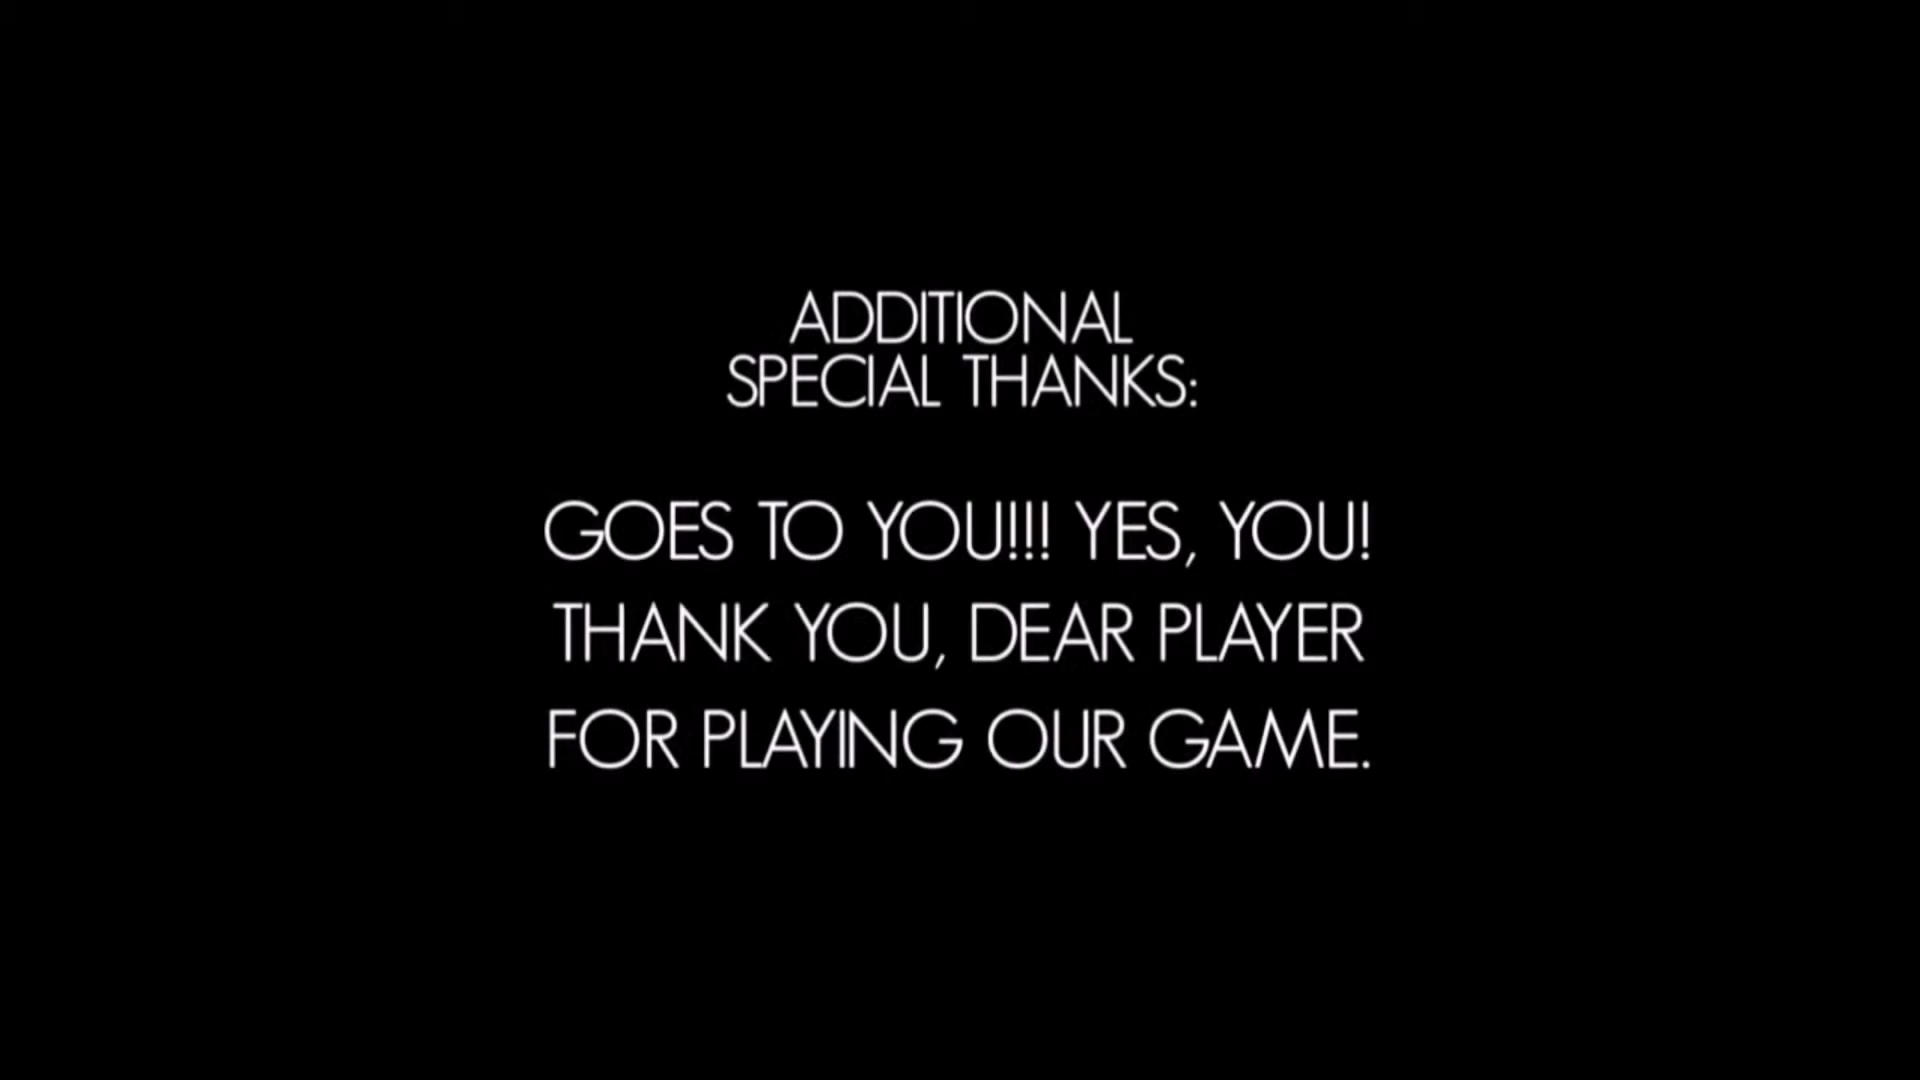 ADDITIONAL
SPECIAL THANKS:
GOES TO YOU!!! YES, YOU!
THANK YOU, DEAR PLAYER
FOR PLAYING OUR GAME.